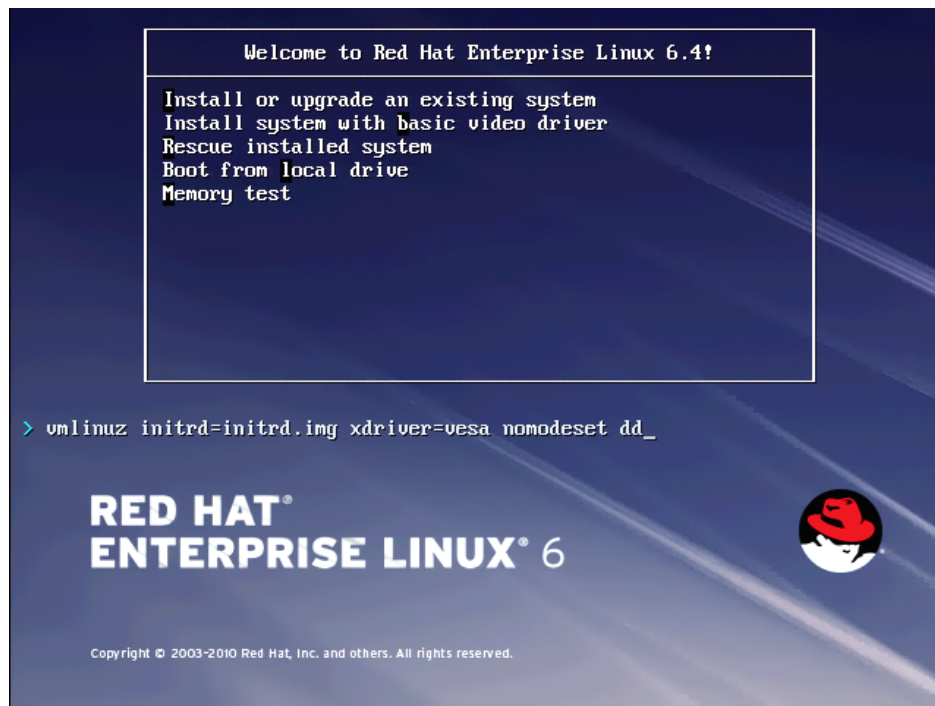 Welcome to Red Hat Enterprise Linux 6.4!
Install or upgrade an existing system
Install system with basic video driver
Rescue installed system
Boot from local drive
Memory test
> vmlinuz initrd=initrd.img xdriver=vesa nomodeset dd_
RED HAT®
ENTERPRISE LINUX® 6
Copyright © 2003-2010 Red Hat, Inc. and others. All rights reserved.